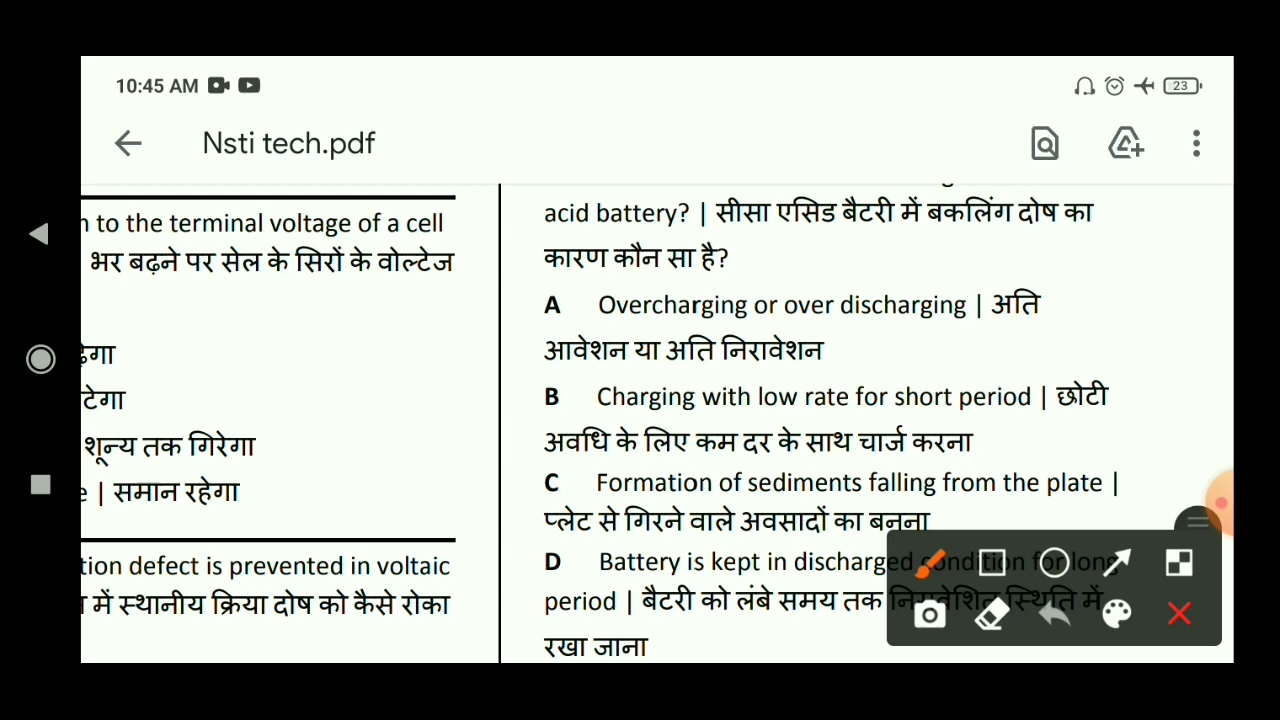 10:45 AM
23
Nsti tech.pdf
to the terminal voltage of a cell
भर बढ़ने पर सेल के सिरों के वोल्टेज
शून्य तक गिरेगा
| समान रहेगा
defect is prevented in voltaic
में स्थानीय क्रिया दोष को कैसे रोका
acid battery? | सीसा एसिड बैटरी में बकलिंग दोष का
कारण कौन सा है?
A Overcharging or over discharging | अति
आवेशन या अति निरावेशन
B Charging with low rate for short period | छोटी
अवधि के लिए कम दर के साथ चार्ज करना
C Formation of sediments falling from the plate |
प्लेट से गिरने वाले अवसादों का बनना
D Battery is kept in discharged condition for long
period | बैटरी को लंबे समय तक निरावेशित स्थिति में
रखा जाना